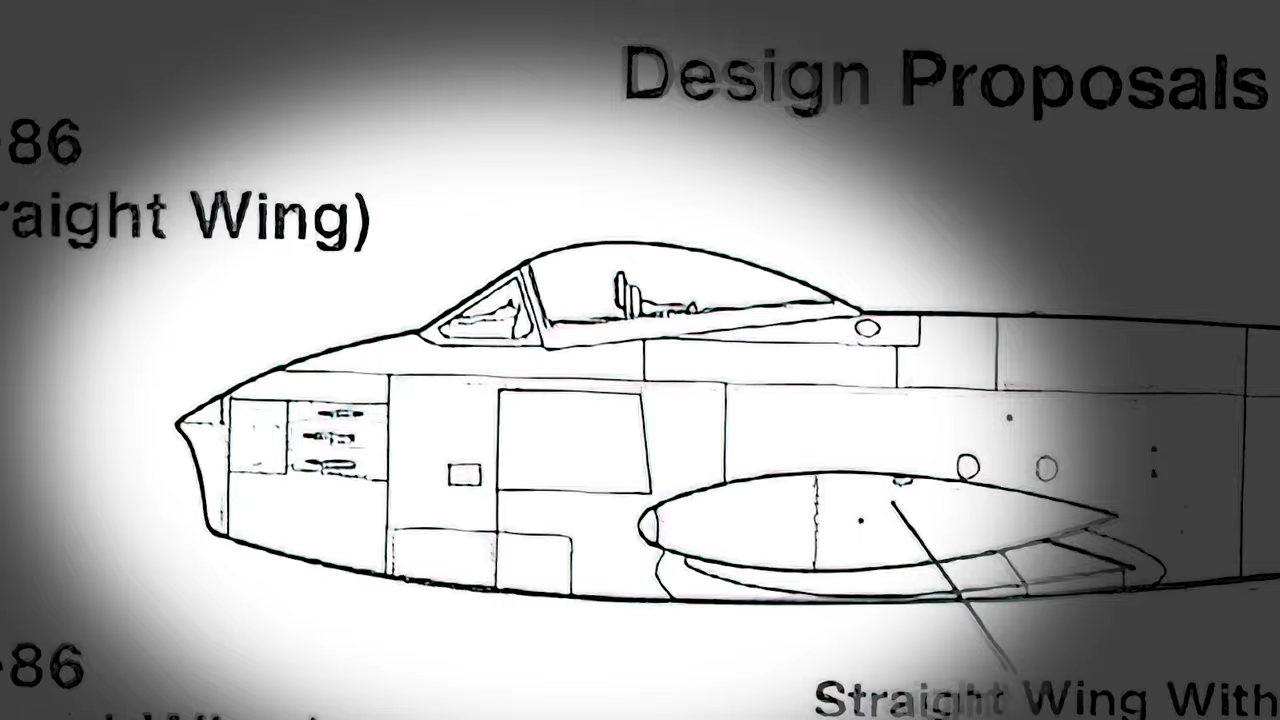 Design Proposals
-86
raight Wing)
-86
Straight Wing With